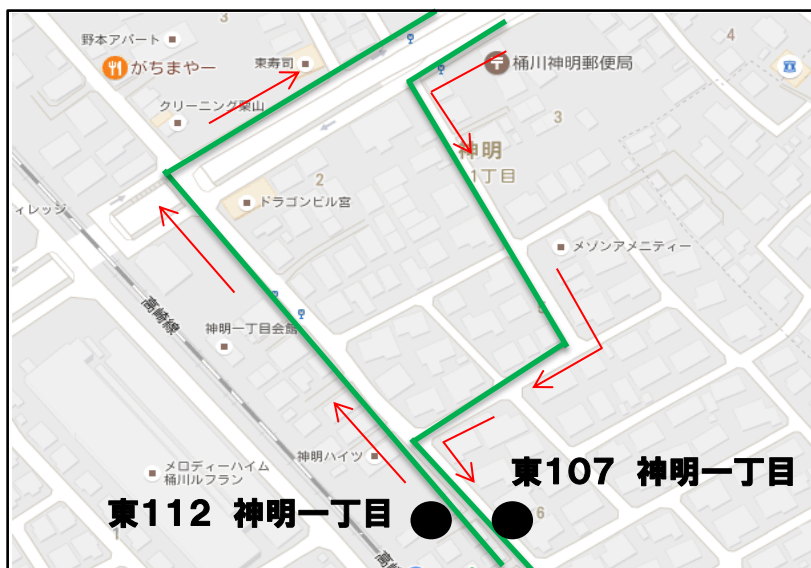 3
野本アパート
がちまやー
東寿司
クリーニング栗山
桶川神明郵便局
4
3
神明
1丁目
2
ドラゴンビル宮
ィレッジ
メゾンアメニティー
高崎線
神明一丁目会館
神明ハイツ
メロディーハイム
桶川ルフラン
東107 神明一丁目
東112 神明一丁目
6
1
高